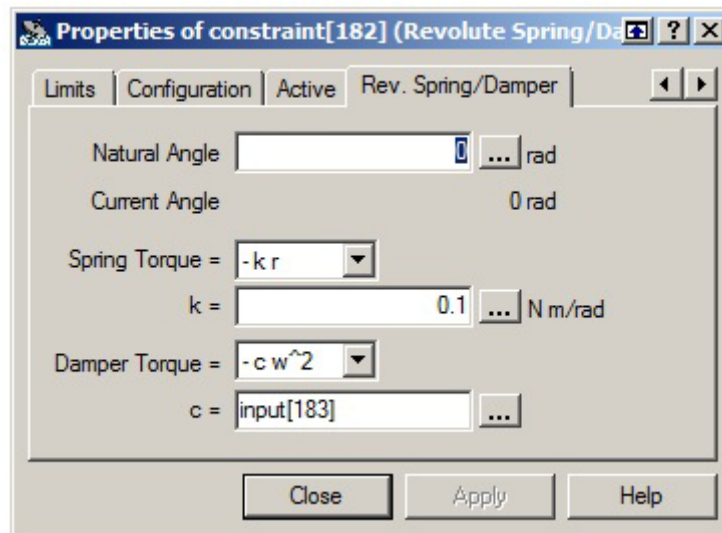 Properties of constraint[182] (Revolute Spring/Da
Limits Configuration Active Rev. Spring/Damper
Natural Angle 0 ... rad
Current Angle 0 rad
Spring Torque = - k r
k = 0.1 ... N m/rad
Damper Torque = - c w^2
c = input[183] ...
Close Apply Help